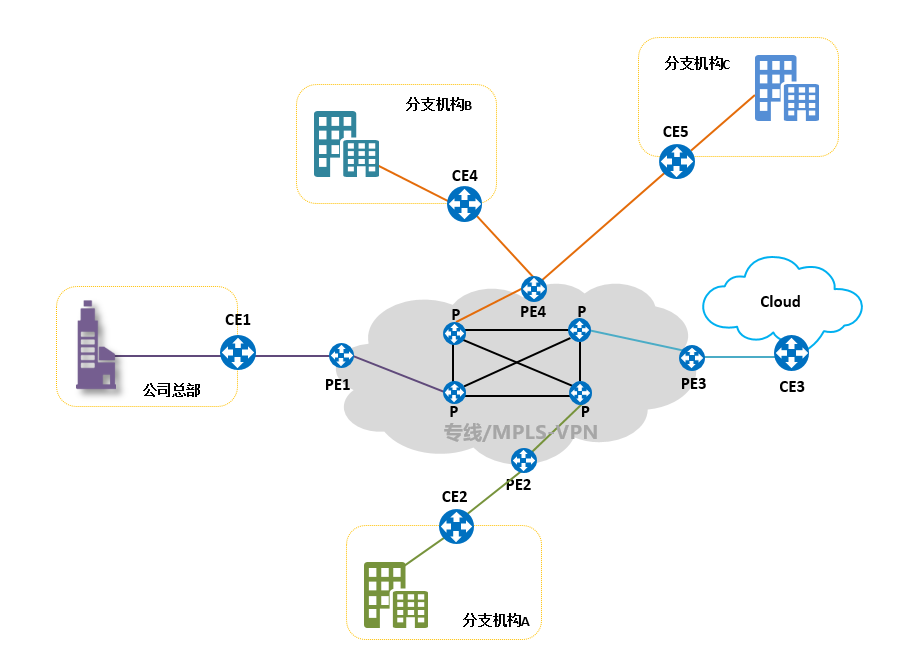 分支机构C
分支机构B
CE5
CE4
Cloud
PE4
P
P
CE1
PE1
PE3
CE3
公司总部
P
P
专线/MPLS-VPN
PE2
CE2
分支机构A